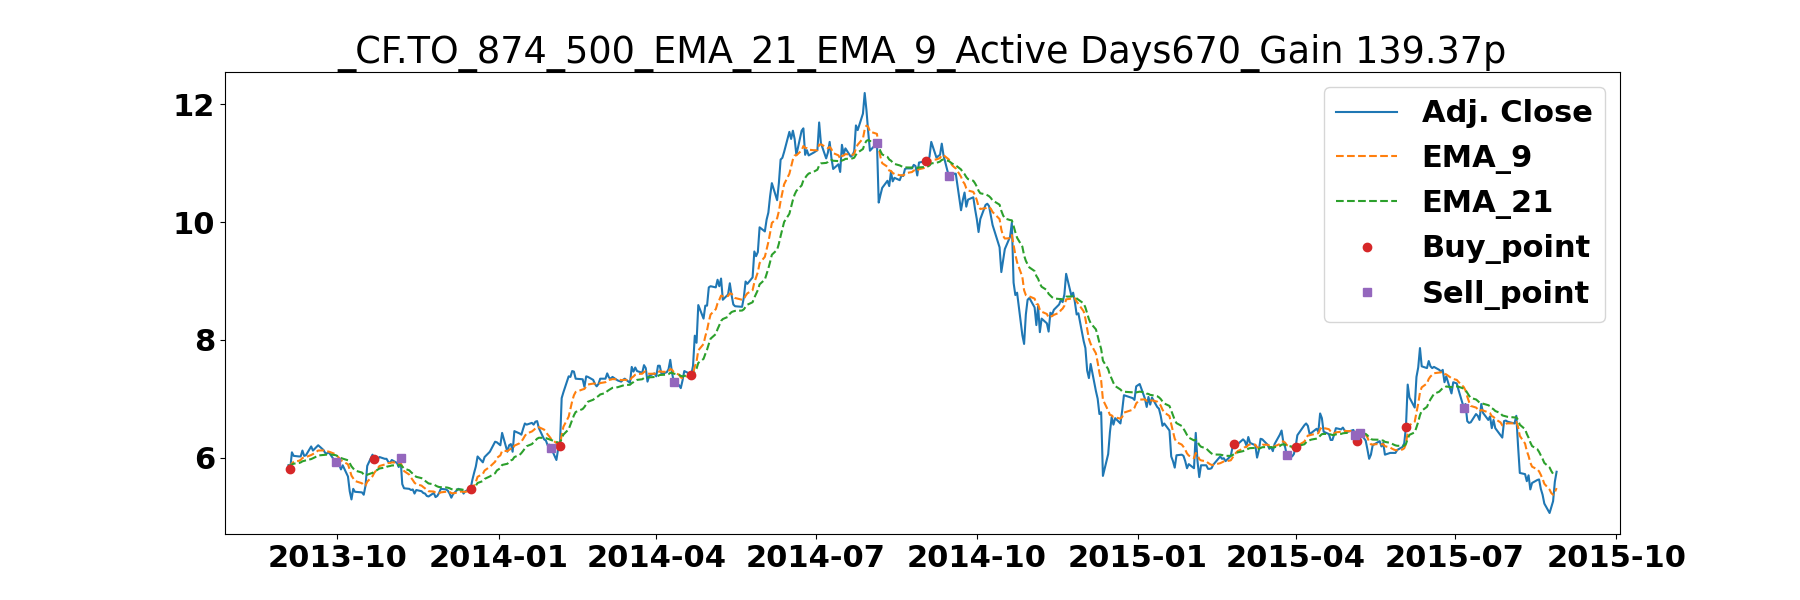 _CF.TO_874_500_EMA_21_EMA_9_Active Days670_Gain 139.37p
12
10
8
6
Adj. Close
EMA_9
EMA_21
Buy_point
Sell_point
2013-10 2014-01 2014-04 2014-07 2014-10 2015-01 2015-04 2015-07 2015-10